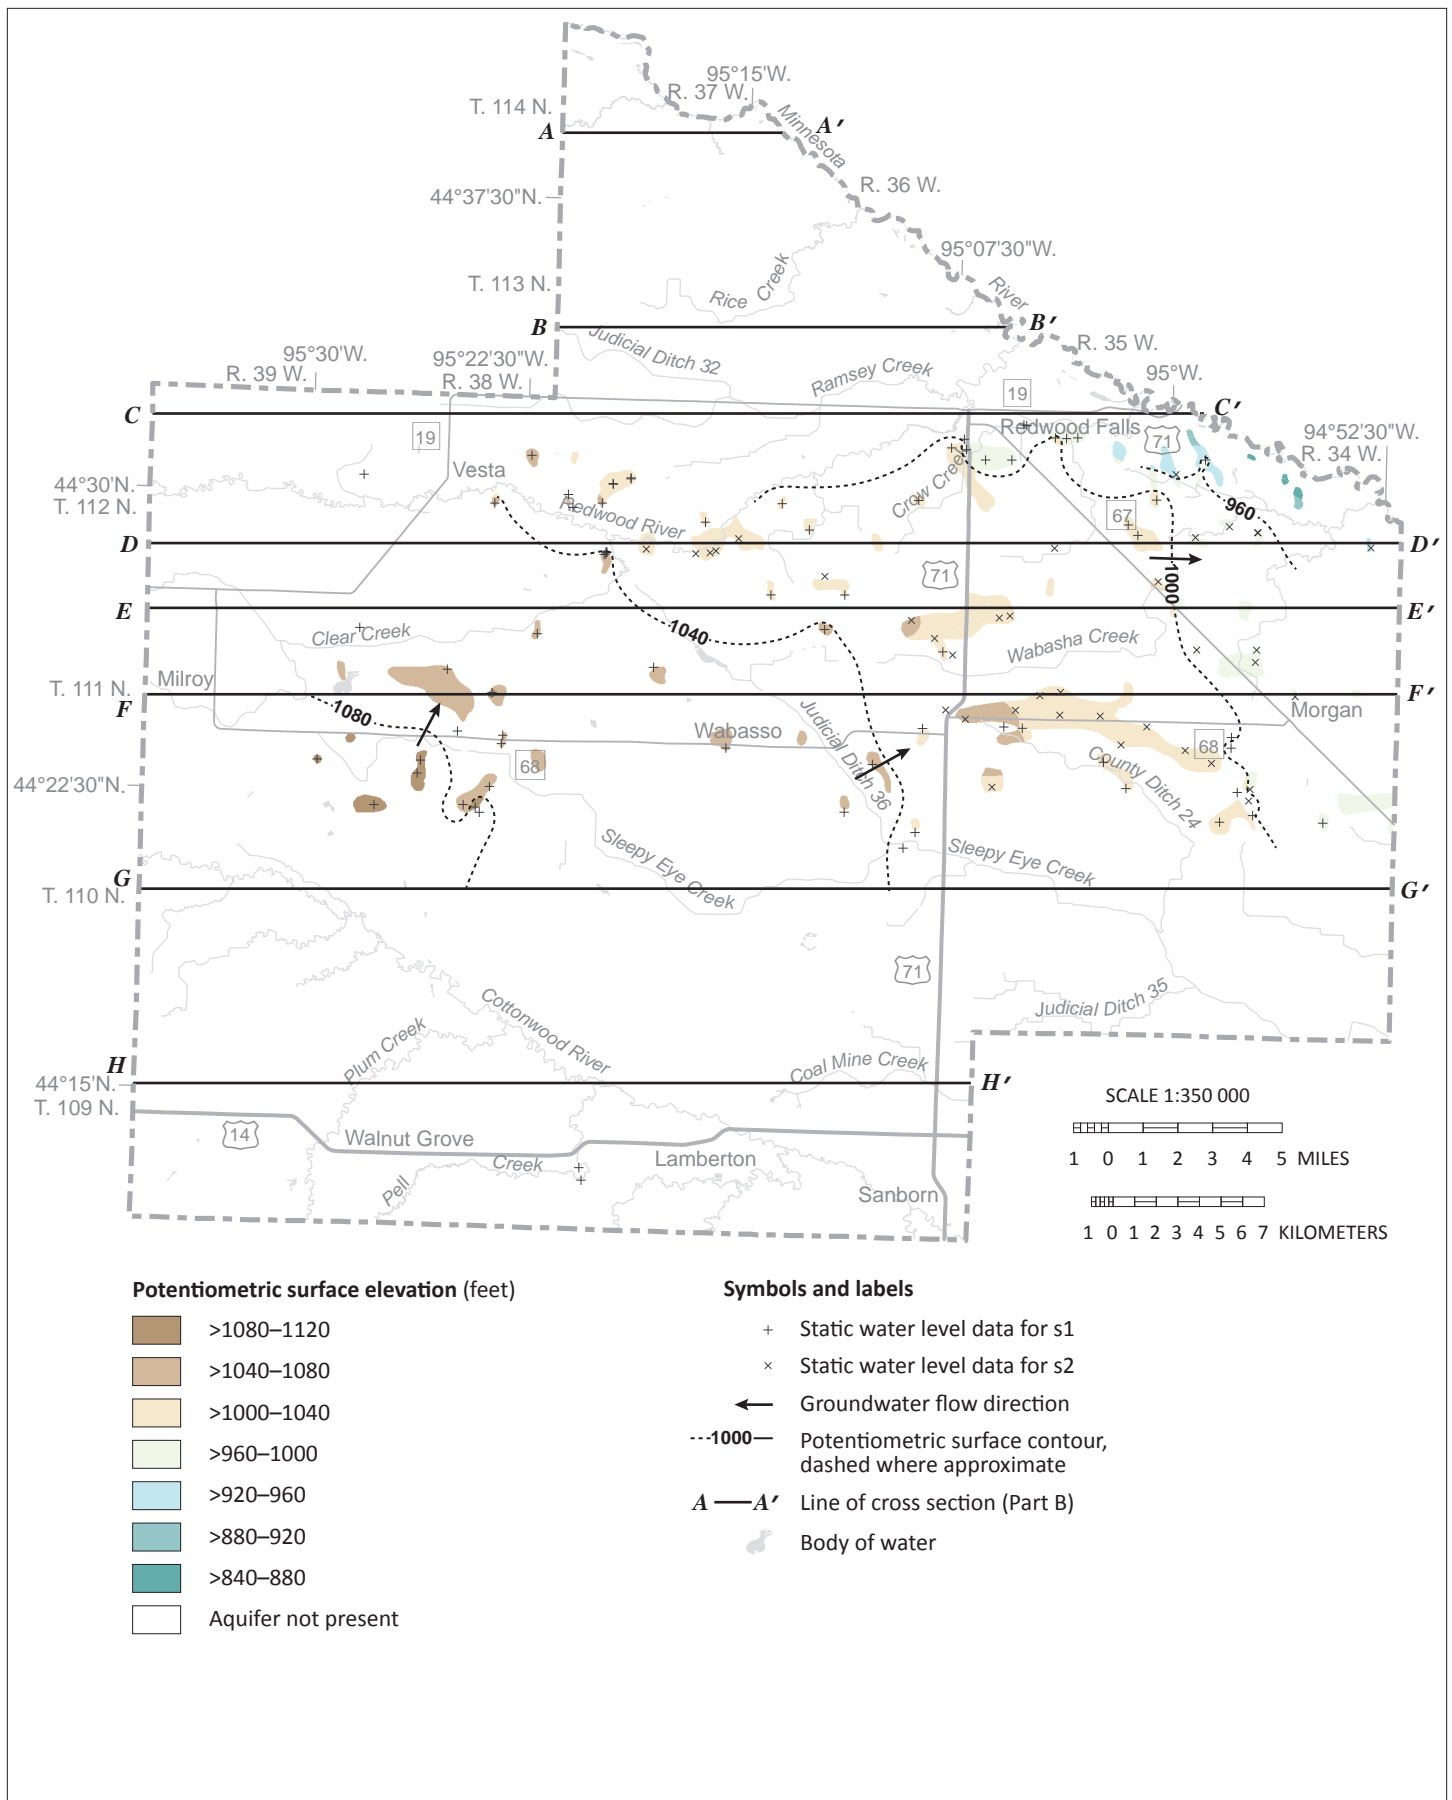 95°15'W.
R. 37 W.
T. 114 N.
A
A′
Minnesota
44°37'30"N.
R. 36 W.
95°07'30"W.
T. 113 N.
Rice Creek
River
B
B′
Judicial Ditch 32
R. 35 W.
95°30'W.
R. 39 W.
95°22'30"W.
R. 38 W.
Ramsey Creek
95°W.
19
C
C′
19
Redwood Falls
71
94°52'30"W.
R. 34 W.
Vesta
44°30'N.
T. 112 N.
Crow Creek
Redwood River
67
960
D
D′
71
1000
E
E′
Clear Creek
1040
Wabasha Creek
Milroy
T. 111 N.
F
F′
1080
Wabasso
Morgan
68
68
Judicial Ditch 36
County Ditch 24
44°22'30"N.
Sleepy Eye Creek
Sleepy Eye Creek
G
T. 110 N.
G′
71
Cottonwood River
Judicial Ditch 35
Plum Creek
Coal Mine Creek
H
44°15'N.
H′
T. 109 N.
SCALE 1:350 000
14
Walnut Grove
1 0 1 2 3 4 5 MILES
Pell Creek
Lamberton
Sanborn
1 0 1 2 3 4 5 6 7 KILOMETERS
Potentiometric surface elevation (feet)
>1080–1120
>1040–1080
>1000–1040
>960–1000
>920–960
>880–920
>840–880
Aquifer not present
Symbols and labels
Static water level data for s1
Static water level data for s2
Groundwater flow direction
1000
Potentiometric surface contour,
dashed where approximate
A A′ Line of cross section (Part B)
Body of water